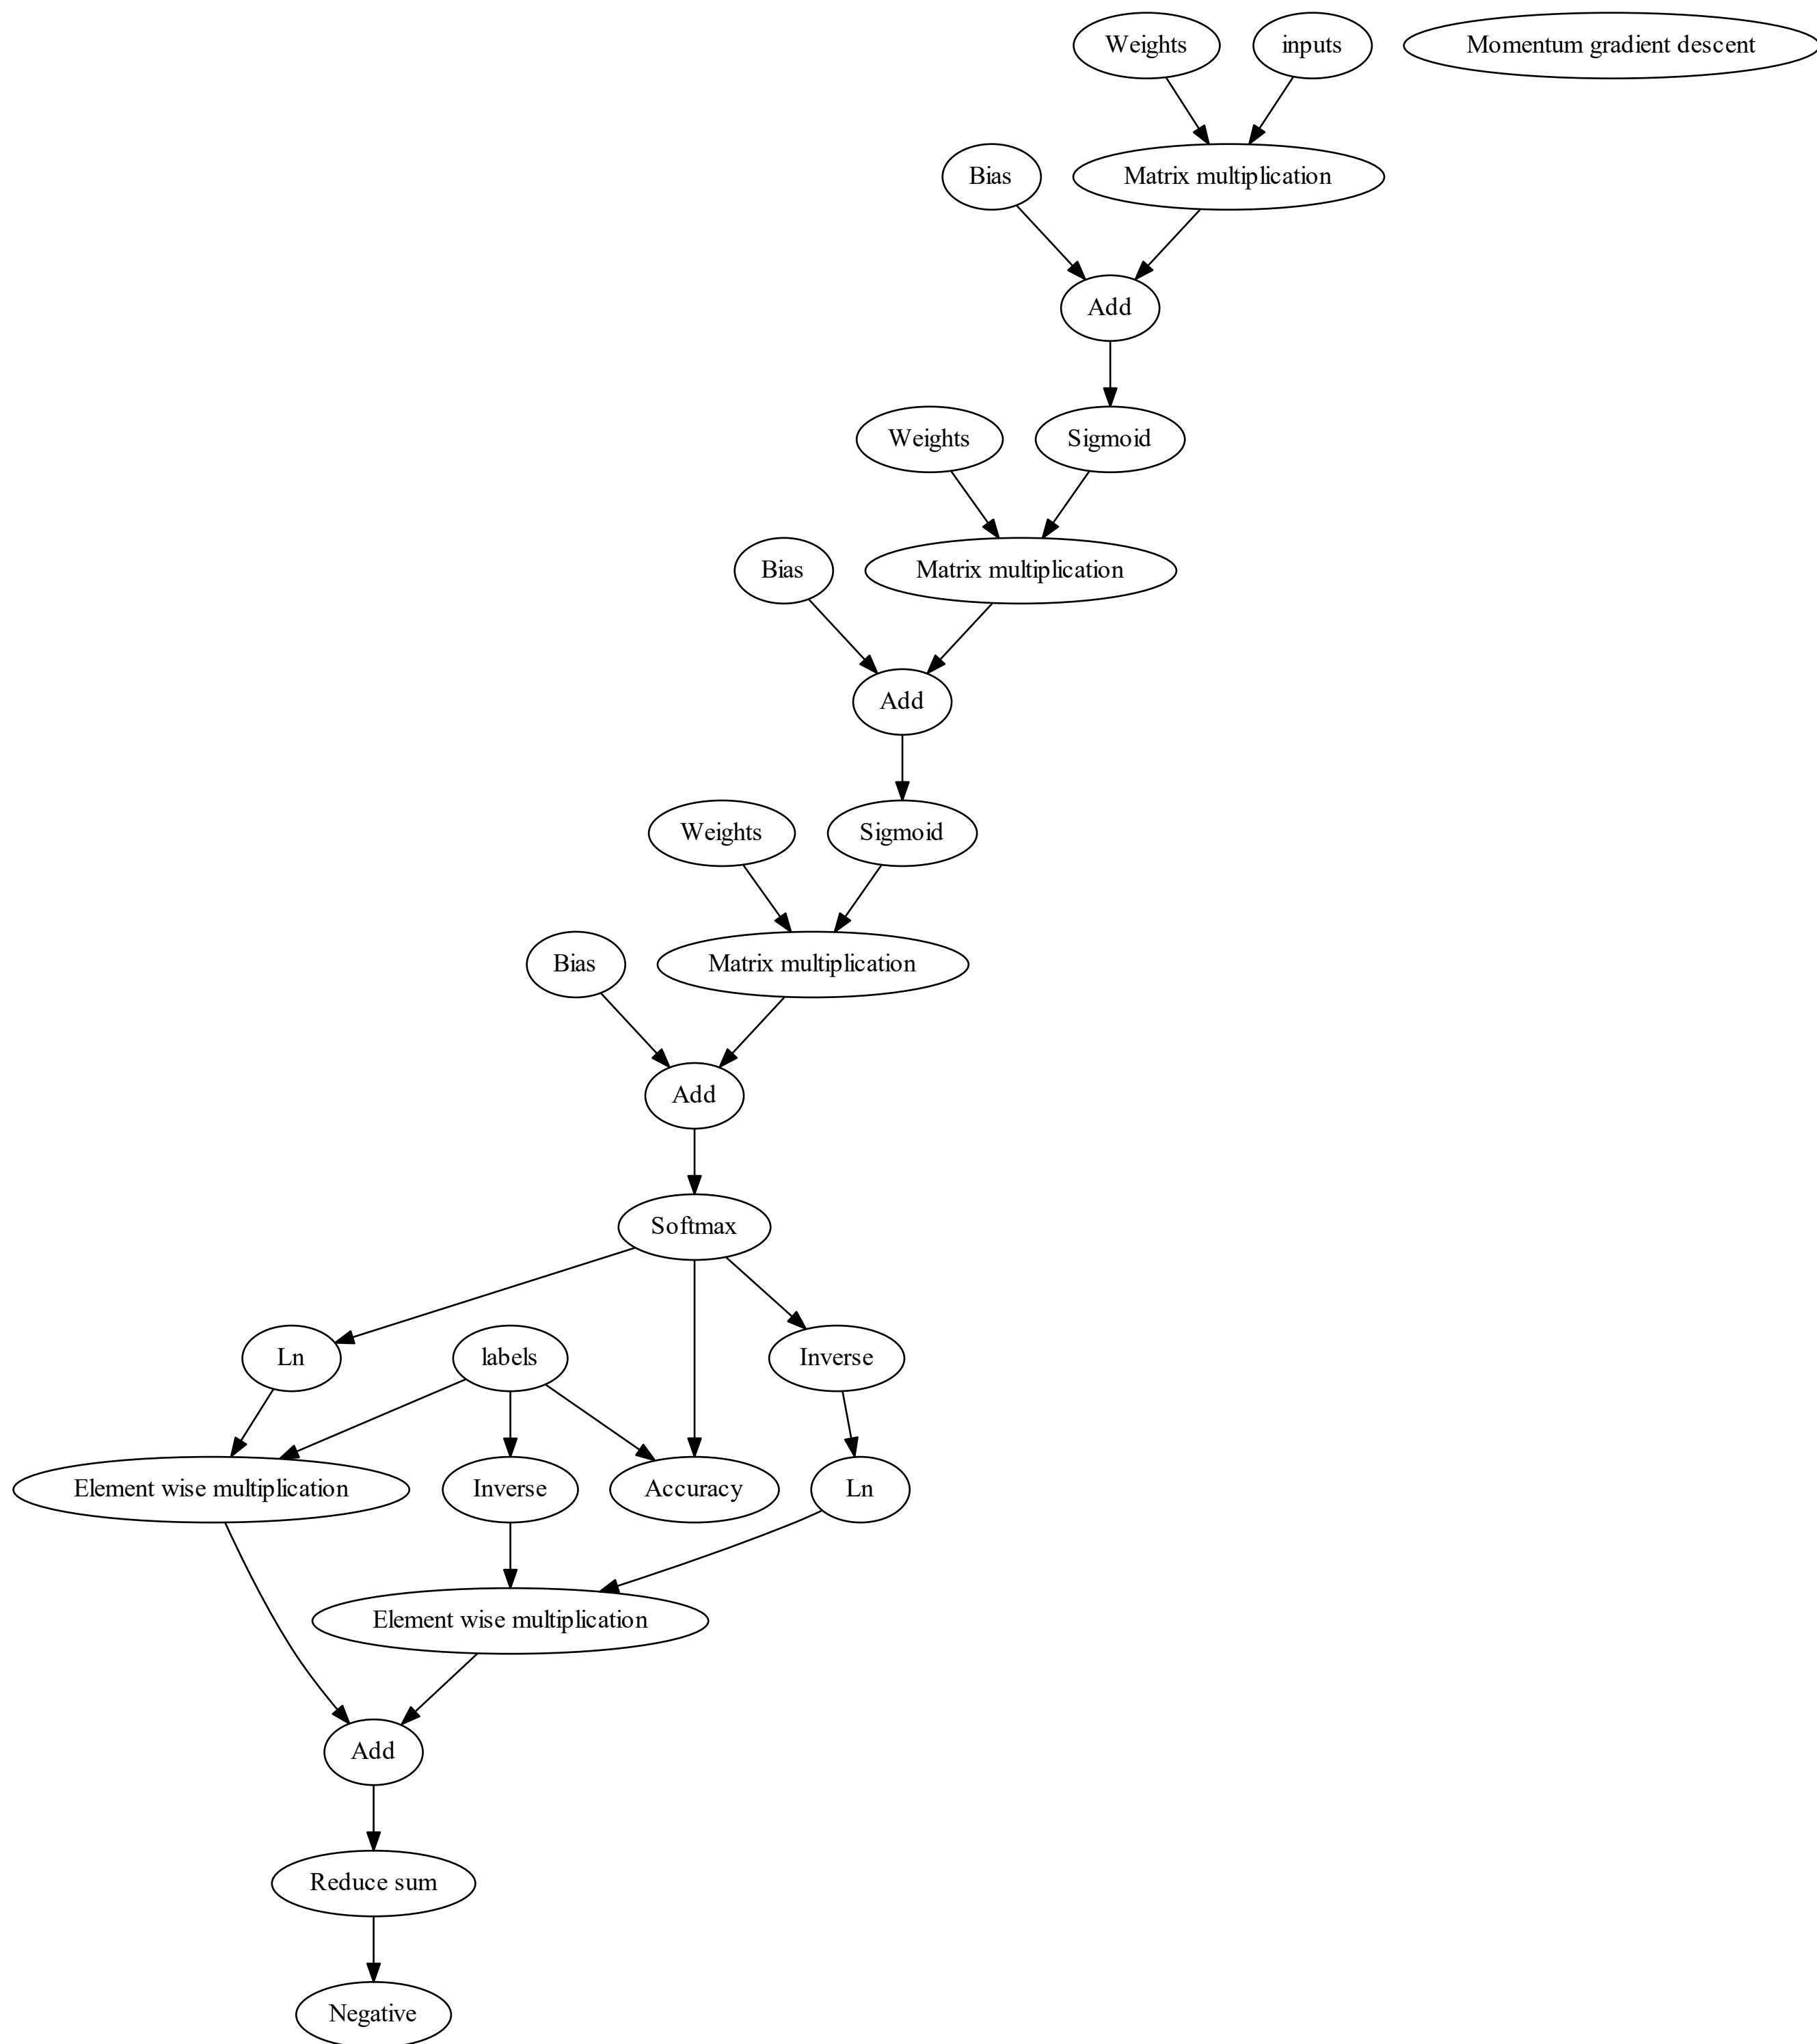 Weights
inputs
Momentum gradient descent
Bias
Matrix multiplication
Add
Weights
Sigmoid
Bias
Matrix multiplication
Add
Weights
Sigmoid
Bias
Matrix multiplication
Add
Softmax
Ln
labels
Inverse
Element wise multiplication
Inverse
Accuracy
Ln
Element wise multiplication
Add
Reduce sum
Negative